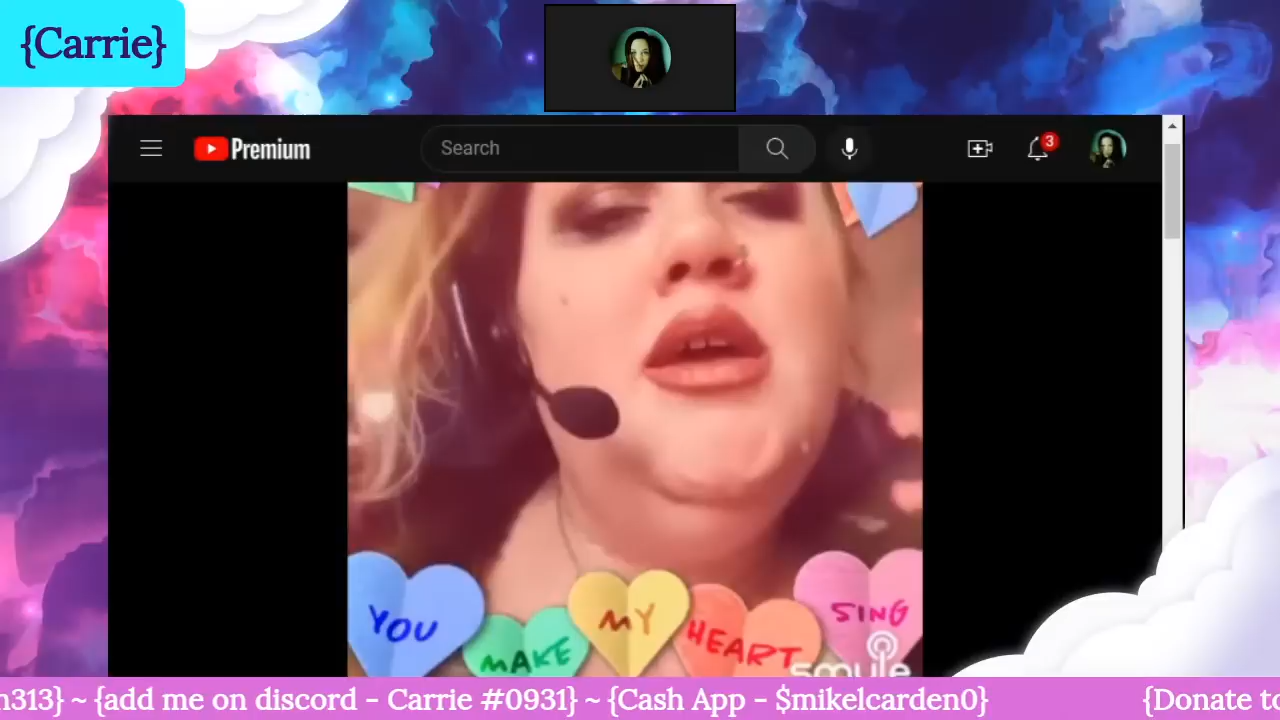 {Carrie}
Premium
Search
3
YOU MAKE MY HEART SING
smule
313} ~ {add me on discord - Carrie #0931} ~ {Cash App - $mikelcarden0} {Donate to